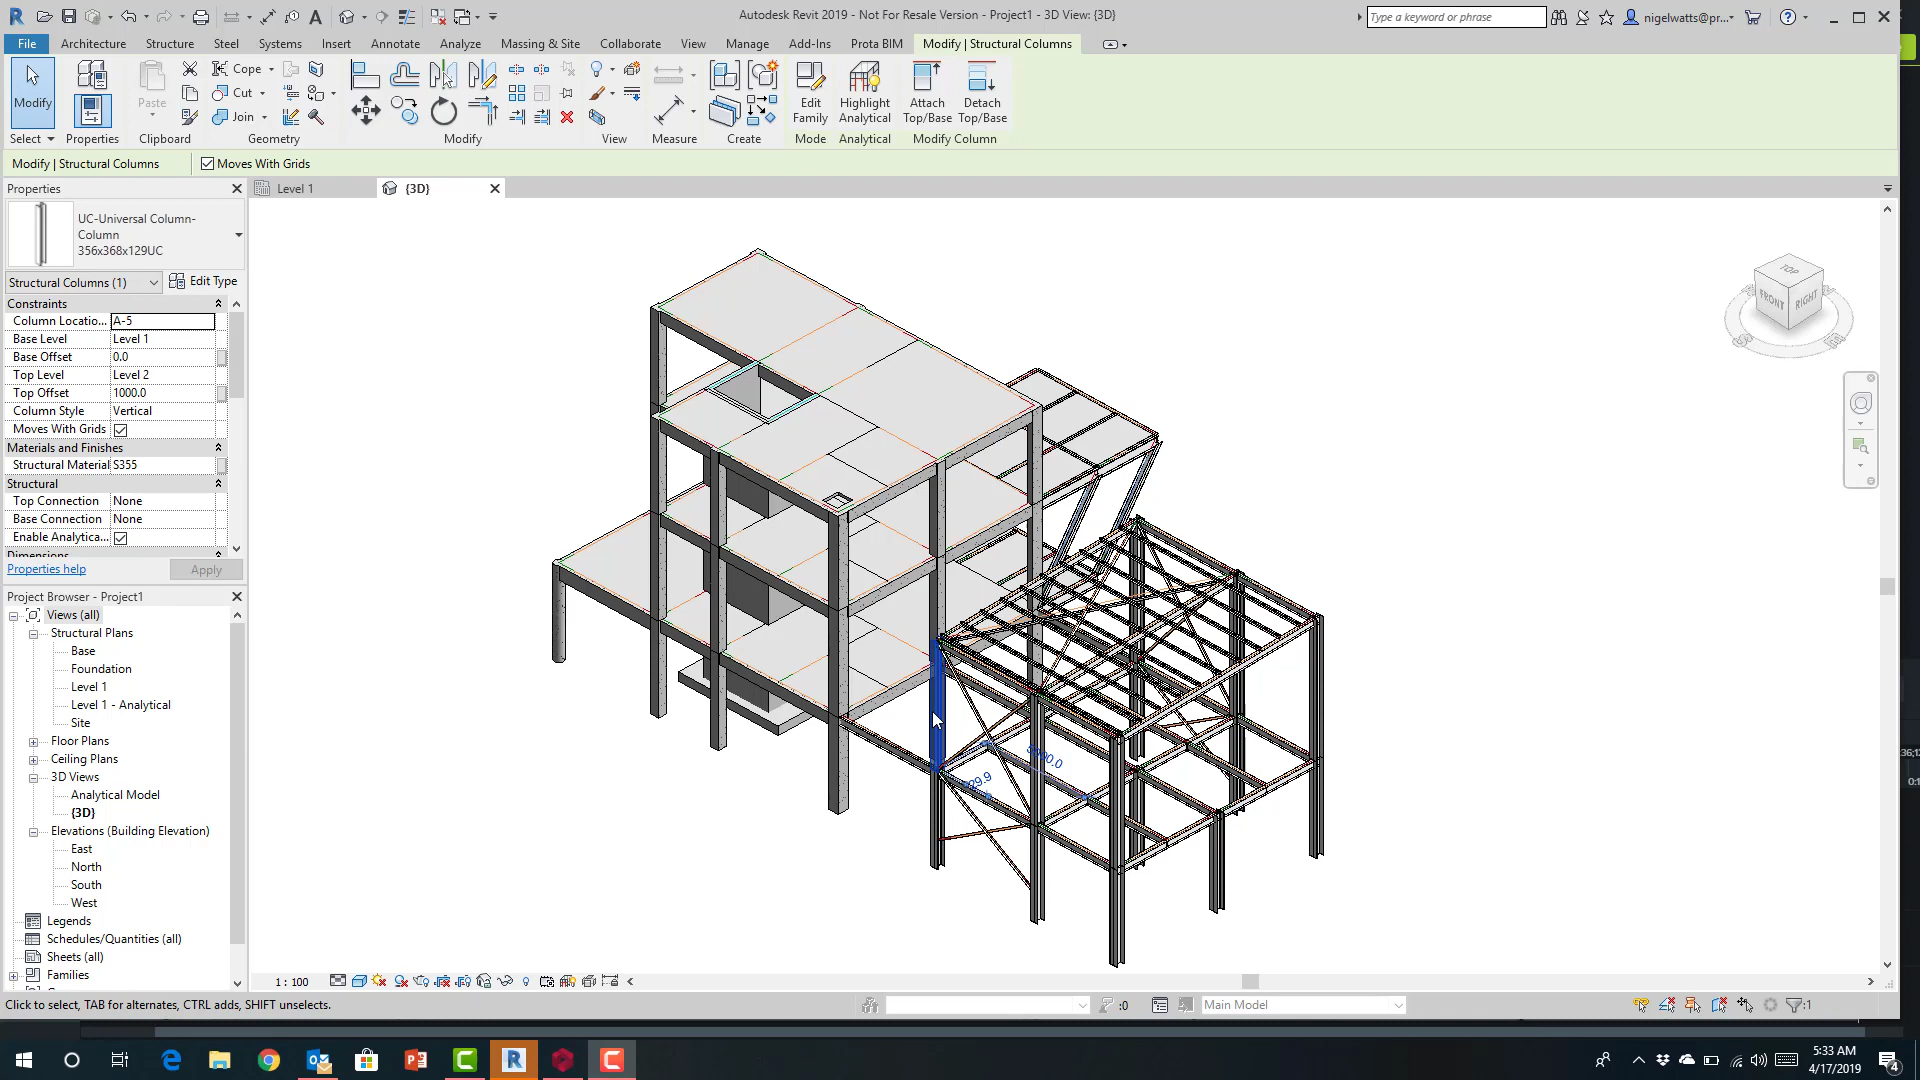 Autodesk Revit 2019 - Not For Resale Version - Project1 - 3D View: {3D}
Type a keyword or phrase
nigelwatts@pr...
File Architecture Structure Steel Systems Insert Annotate Analyze Massing & Site Collaborate View Manage Add-Ins Prota BIM Modify | Structural Columns
Modify
Paste
Cope
Cut
Join
Edit Family
Highlight Analytical
Attach Top/Base
Detach Top/Base
Select Properties Clipboard Geometry Modify View Measure Create Mode Analytical Modify Column
Modify | Structural Columns
Moves With Grids
Properties
Level 1
{3D}
UC-Universal Column-
Column
356x368x129UC
Structural Columns (1)
Edit Type
Constraints
Column Locatio... A-5
Base Level Level 1
Base Offset 0.0
Top Level Level 2
Top Offset 1000.0
Column Style Vertical
Moves With Grids
Materials and Finishes
Structural Material S355
Structural
Top Connection None
Base Connection None
Enable Analytica...
Dimensions
Properties help
Apply
Project Browser - Project1
Views (all)
Structural Plans
Base
Foundation
Level 1
Level 1 - Analytical
Site
Floor Plans
Ceiling Plans
3D Views
Analytical Model
{3D}
Elevations (Building Elevation)
East
North
South
West
Legends
Schedules/Quantities (all)
Sheets (all)
Families
TOP
FRONT
RIGHT
1 : 100
Click to select, TAB for alternates, CTRL adds, SHIFT unselects.
:0
Main Model
:1
5:33 AM
4/17/2019
4